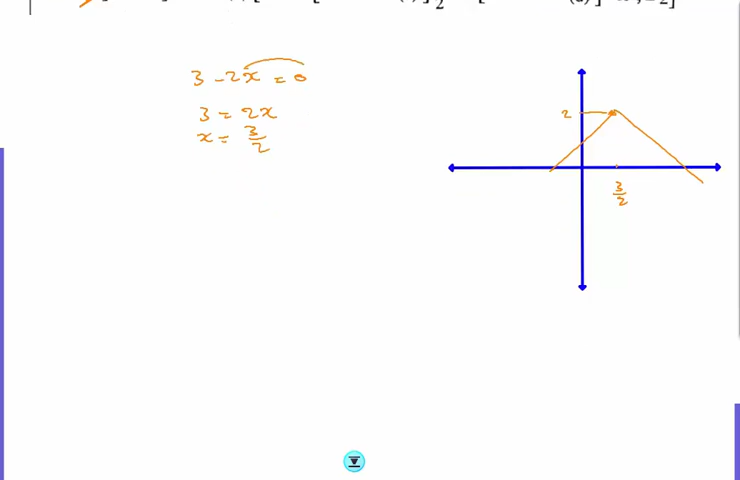 3 - 2x = 0
3 = 2x
x = 3/2
2
3/2